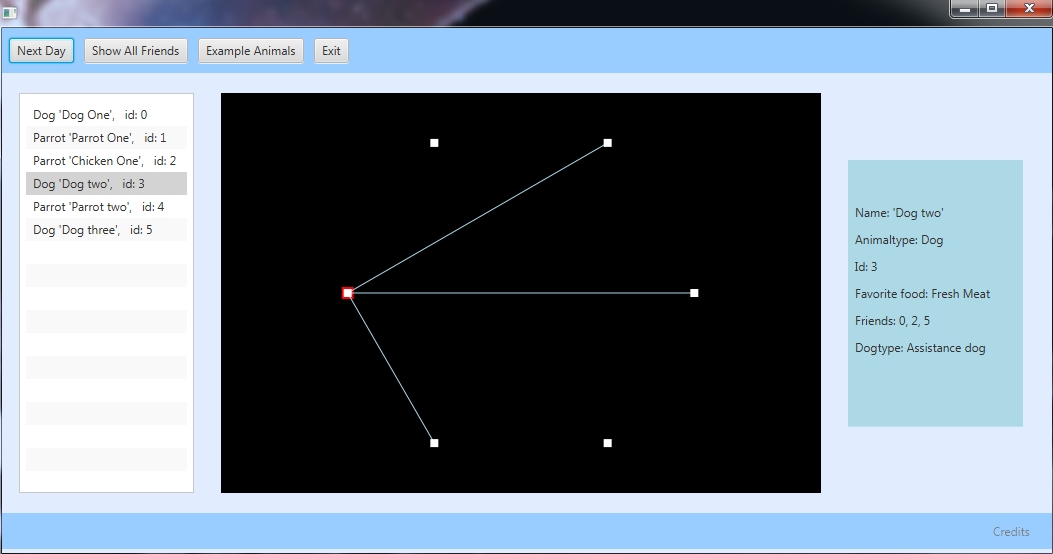 Next Day Show All Friends Example Animals Exit
Dog 'Dog One',   id: 0
Parrot 'Parrot One',   id: 1
Parrot 'Chicken One',   id: 2
Dog 'Dog two',   id: 3
Parrot 'Parrot two',   id: 4
Dog 'Dog three',   id: 5
Name: 'Dog two'
Animaltype: Dog
Id: 3
Favorite food: Fresh Meat
Friends: 0, 2, 5
Dogtype: Assistance dog
Credits